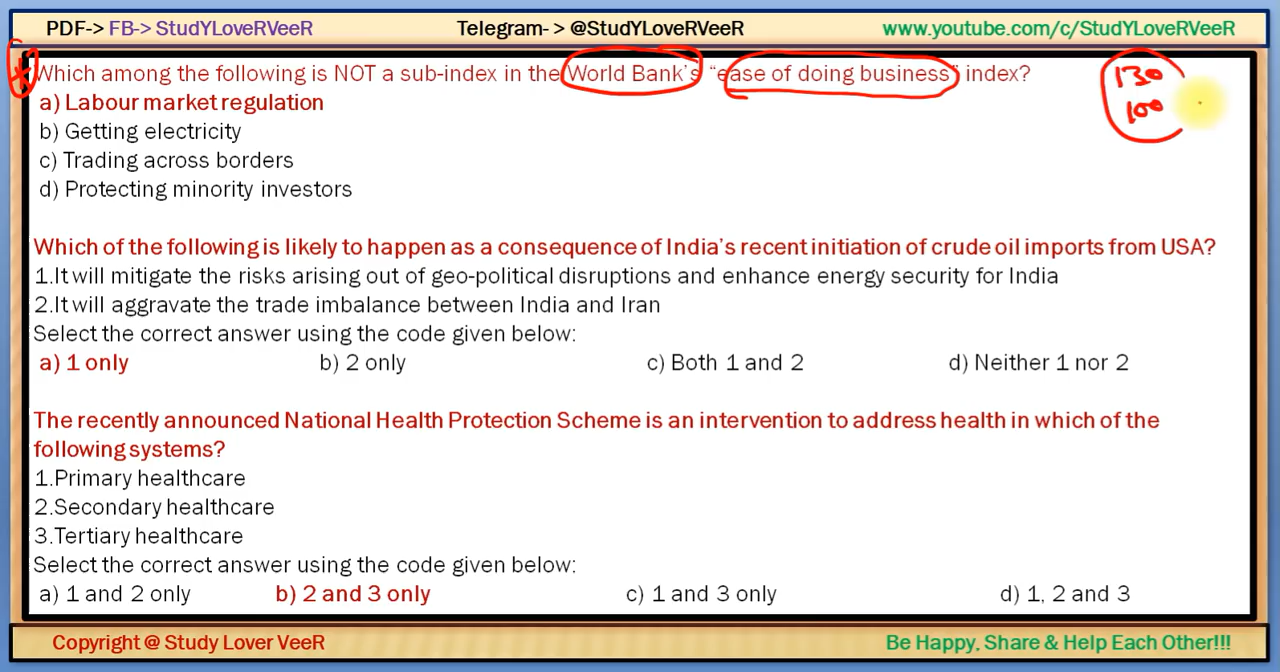 PDF-> FB-> StudYLoveRVeeR Telegram- > @StudYLoveRVeeR www.youtube.com/c/StudYLoveRVeeR
Which among the following is NOT a sub-index in the World Bank's “ease of doing business” index? 130
a) Labour market regulation 100
b) Getting electricity
c) Trading across borders
d) Protecting minority investors
Which of the following is likely to happen as a consequence of India's recent initiation of crude oil imports from USA?
1.It will mitigate the risks arising out of geo-political disruptions and enhance energy security for India
2.It will aggravate the trade imbalance between India and Iran
Select the correct answer using the code given below:
a) 1 only b) 2 only c) Both 1 and 2 d) Neither 1 nor 2
The recently announced National Health Protection Scheme is an intervention to address health in which of the
following systems?
1.Primary healthcare
2.Secondary healthcare
3.Tertiary healthcare
Select the correct answer using the code given below:
a) 1 and 2 only b) 2 and 3 only c) 1 and 3 only d) 1, 2 and 3
Copyright @ Study Lover VeeR Be Happy, Share & Help Each Other!!!